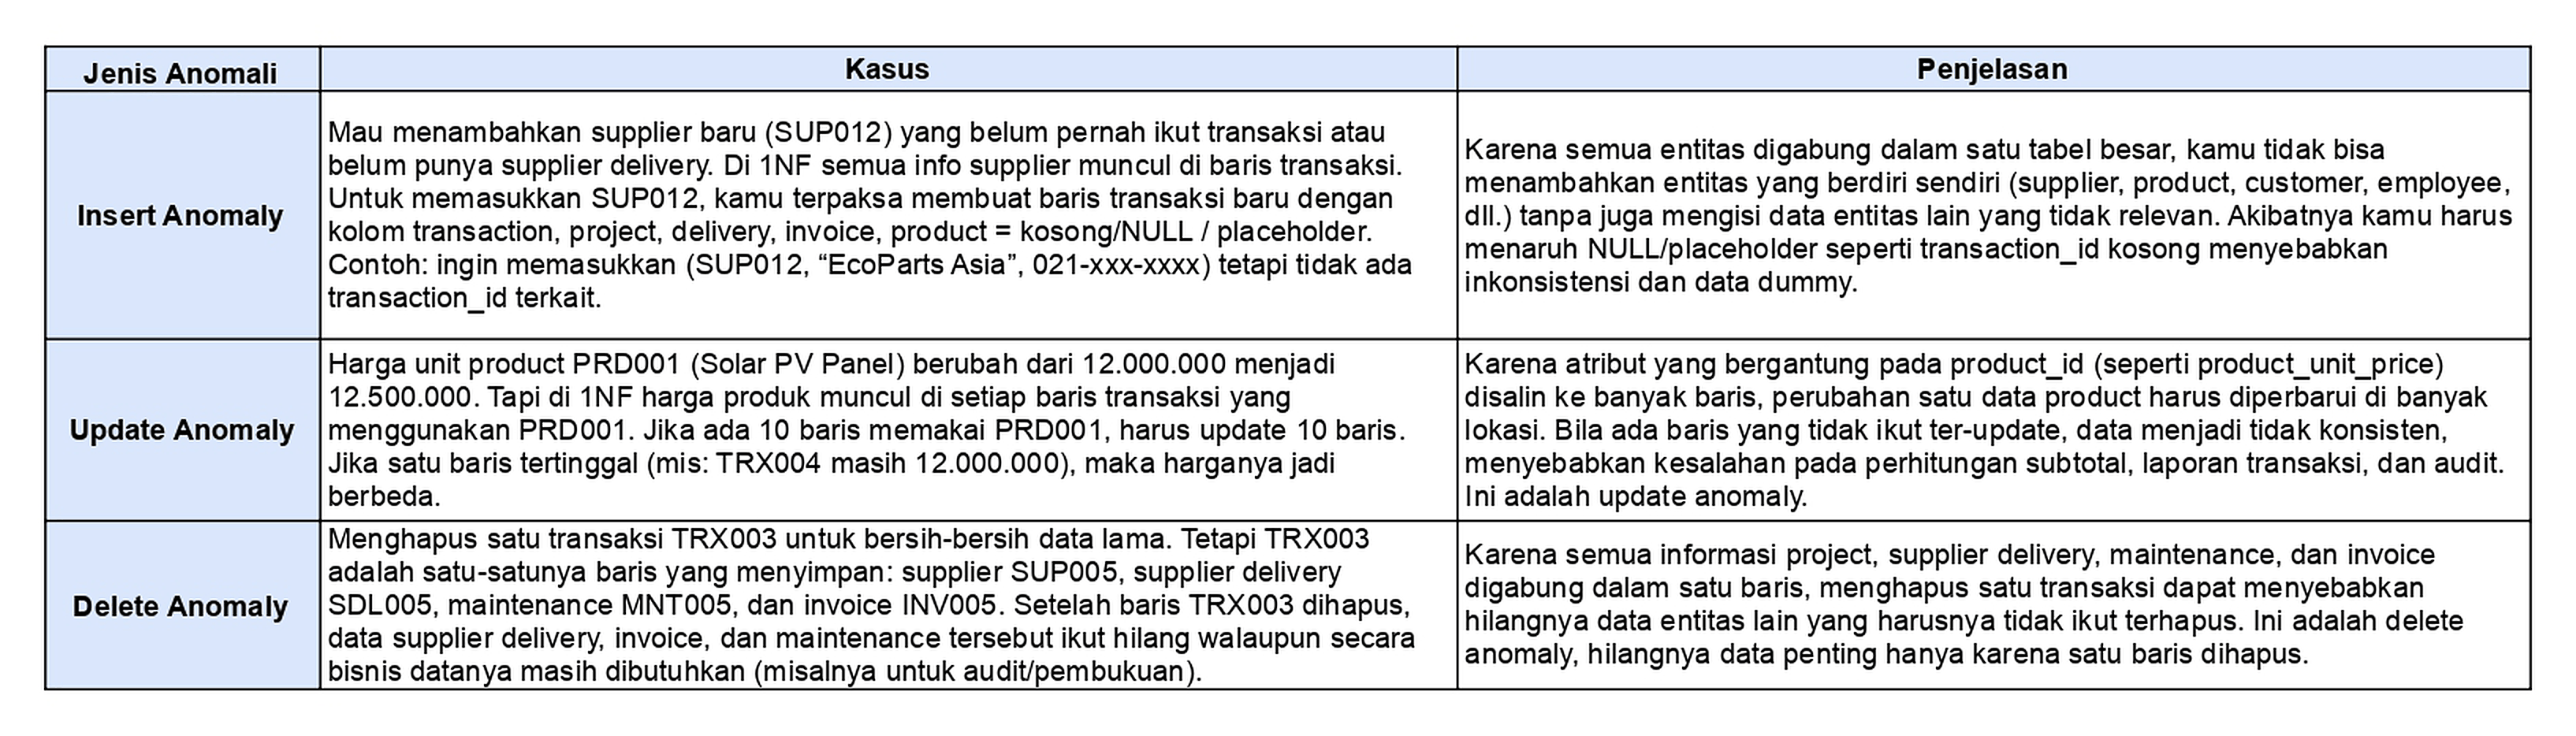 Jenis Anomali
Kasus
Penjelasan
Insert Anomaly
Mau menambahkan supplier baru (SUP012) yang belum pernah ikut transaksi atau
belum punya supplier delivery. Di 1NF semua info supplier muncul di baris transaksi.
Untuk memasukkan SUP012, kamu terpaksa membuat baris transaksi baru dengan
kolom transaction, project, delivery, invoice, product = kosong/NULL / placeholder.
Contoh: ingin memasukkan (SUP012, “EcoParts Asia”, 021-xxx-xxxx) tetapi tidak ada
transaction_id terkait.
Karena semua entitas digabung dalam satu tabel besar, kamu tidak bisa
menambahkan entitas yang berdiri sendiri (supplier, product, customer, employee,
dll.) tanpa juga mengisi data entitas lain yang tidak relevan. Akibatnya kamu harus
menaruh NULL/placeholder seperti transaction_id kosong menyebabkan
inkonsistensi dan data dummy.
Update Anomaly
Harga unit product PRD001 (Solar PV Panel) berubah dari 12.000.000 menjadi
12.500.000. Tapi di 1NF harga produk muncul di setiap baris transaksi yang
menggunakan PRD001. Jika ada 10 baris memakai PRD001, harus update 10 baris.
Jika satu baris tertinggal (mis: TRX004 masih 12.000.000), maka harganya jadi
berbeda.
Karena atribut yang bergantung pada product_id (seperti product_unit_price)
disalin ke banyak baris, perubahan satu data product harus diperbarui di banyak
lokasi. Bila ada baris yang tidak ikut ter-update, data menjadi tidak konsisten,
menyebabkan kesalahan pada perhitungan subtotal, laporan transaksi, dan audit.
Ini adalah update anomaly.
Delete Anomaly
Menghapus satu transaksi TRX003 untuk bersih-bersih data lama. Tetapi TRX003
adalah satu-satunya baris yang menyimpan: supplier SUP005, supplier delivery
SDL005, maintenance MNT005, dan invoice INV005. Setelah baris TRX003 dihapus,
data supplier delivery, invoice, dan maintenance tersebut ikut hilang walaupun secara
bisnis datanya masih dibutuhkan (misalnya untuk audit/pembukuan).
Karena semua informasi project, supplier delivery, maintenance, dan invoice
digabung dalam satu baris, menghapus satu transaksi dapat menyebabkan
hilangnya data entitas lain yang harusnya tidak ikut terhapus. Ini adalah delete
anomaly, hilangnya data penting hanya karena satu baris dihapus.